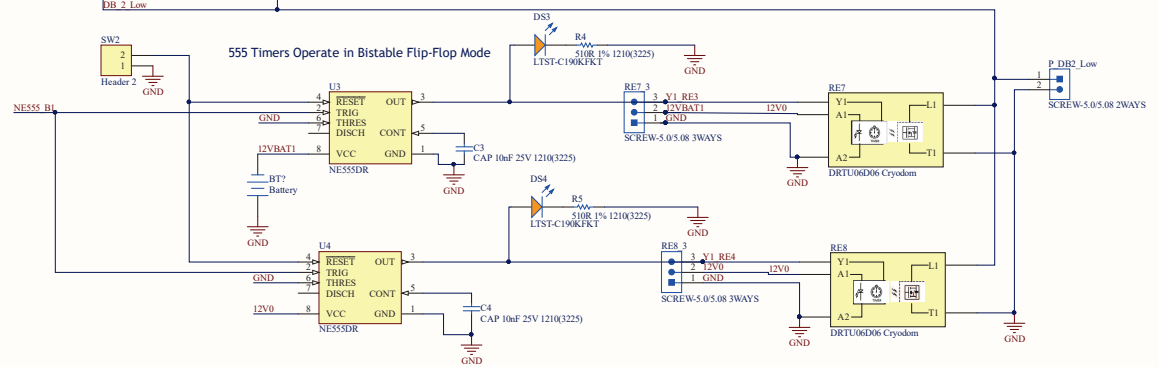 DB_2_Low
SW2
2
1
Header 2
GND
555 Timers Operate in Bistable Flip-Flop Mode
DS3
LTST-C190KFKT
R4
510R 1% 1210(3225)
GND
P_DB2_Low
1
2
SCREW-5.0/5.08 2WAYS
NE555_B1
GND
12VBAT1
BT?
Battery
GND
U3
4 RESET OUT 3
2 TRIG
6 THRES
7 DISCH CONT 5
8 VCC GND 1
NE555DR
C3
CAP 10nF 25V 1210(3225)
GND
RE7_3
3 Y1_RE3
2 12VBAT1 12V0
1 GND
SCREW-5.0/5.08 3WAYS
GND
RE7
Y1 L1
A1
A2 T1
DRTU06D06 Crydom
DS4
LTST-C190KFKT
R5
510R 1% 1210(3225)
GND
GND
12V0
U4
4 RESET OUT 3
2 TRIG
6 THRES
7 DISCH CONT 5
8 VCC GND 1
NE555DR
C4
CAP 10nF 25V 1210(3225)
GND
RE8_3
3 Y1_RE4
2 12V0 12V0
1 GND
SCREW-5.0/5.08 3WAYS
GND
RE8
Y1 L1
A1
A2 T1
DRTU06D06 Crydom
GND